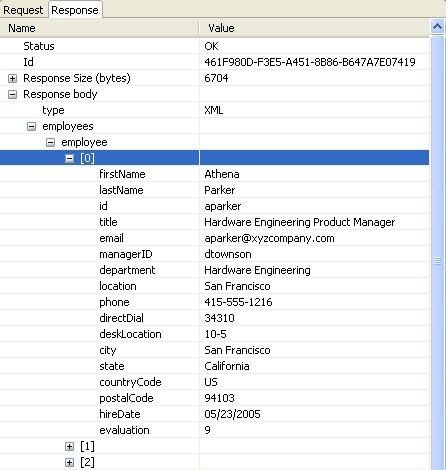 Request Response
Name Value
Status OK
Id 461F980D-F3E5-A451-8B86-B647A7E07419
Response Size (bytes) 6704
Response body
type XML
employees
employee
[0]
firstName Athena
lastName Parker
id aparker
title Hardware Engineering Product Manager
email aparker@xyzcompany.com
managerID dtownson
department Hardware Engineering
location San Francisco
phone 415-555-1216
directDial 34310
deskLocation 10-5
city San Francisco
state California
countryCode US
postalCode 94103
hireDate 05/23/2005
evaluation 9
[1]
[2]